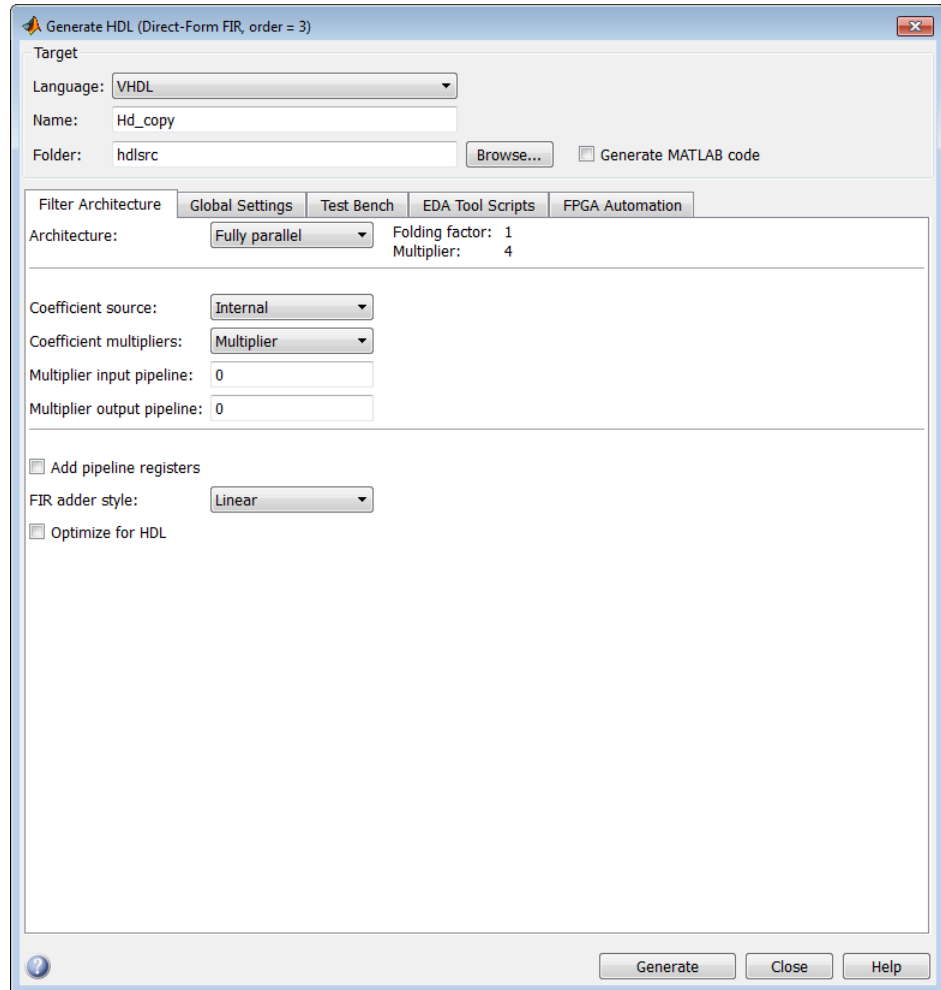 Generate HDL (Direct-Form FIR, order = 3)
Target
Language: VHDL
Name: Hd_copy
Folder: hdlsrc Browse... Generate MATLAB code
Filter Architecture Global Settings Test Bench EDA Tool Scripts FPGA Automation
Architecture: Fully parallel Folding factor: 1
Multiplier: 4
Coefficient source: Internal
Coefficient multipliers: Multiplier
Multiplier input pipeline: 0
Multiplier output pipeline: 0
Add pipeline registers
FIR adder style: Linear
Optimize for HDL
? Generate Close Help